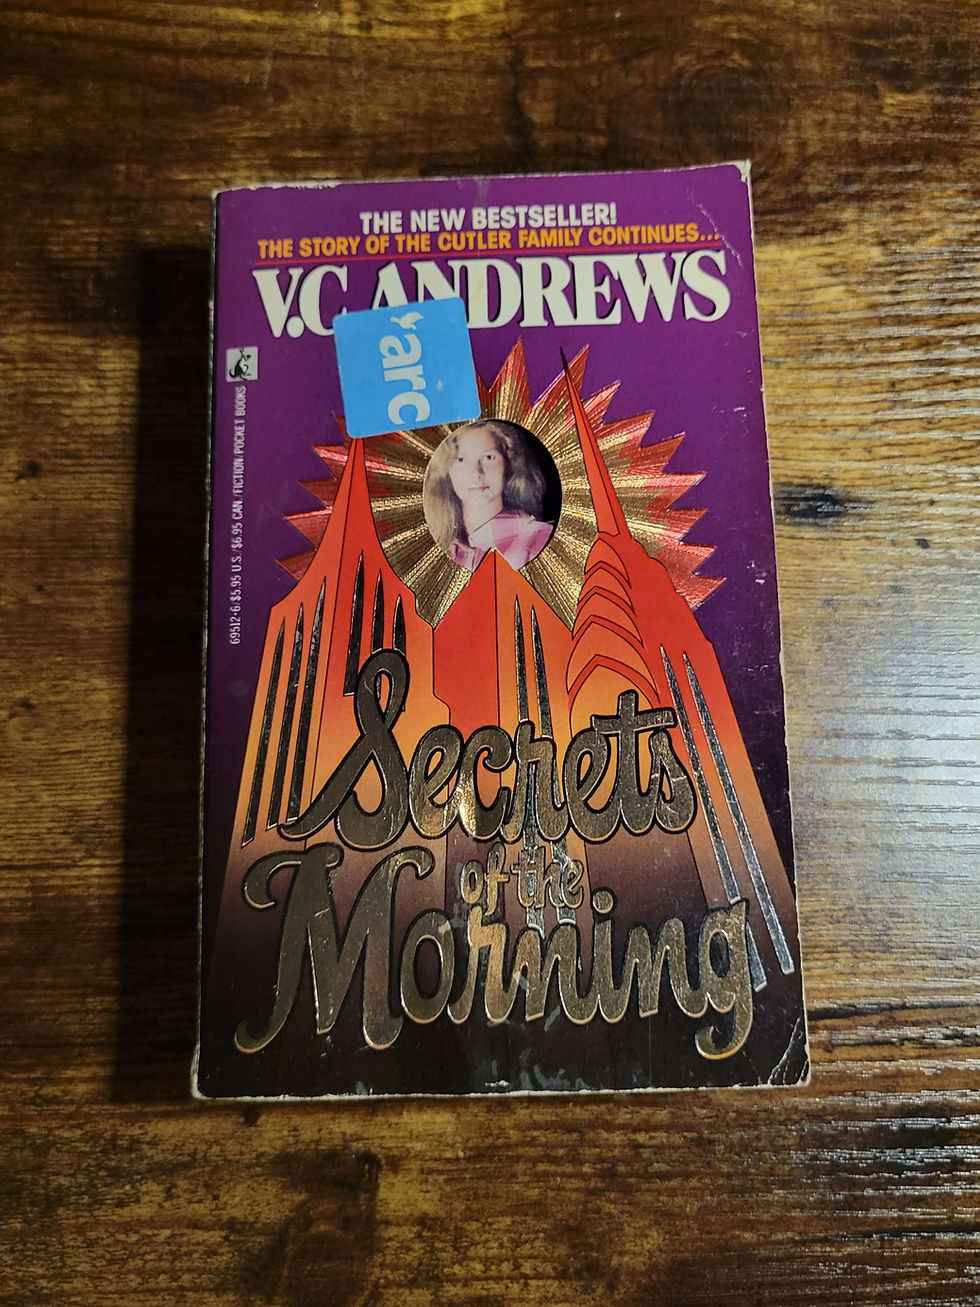 THE NEW BESTSELLER!
THE STORY OF THE CUTLER FAMILY CONTINUES...
V.C. ANDREWS
arc
69512-6/$5.95 U.S./$6.95 CAN./FICTION/POCKET BOOKS
Secrets
of the
Morning